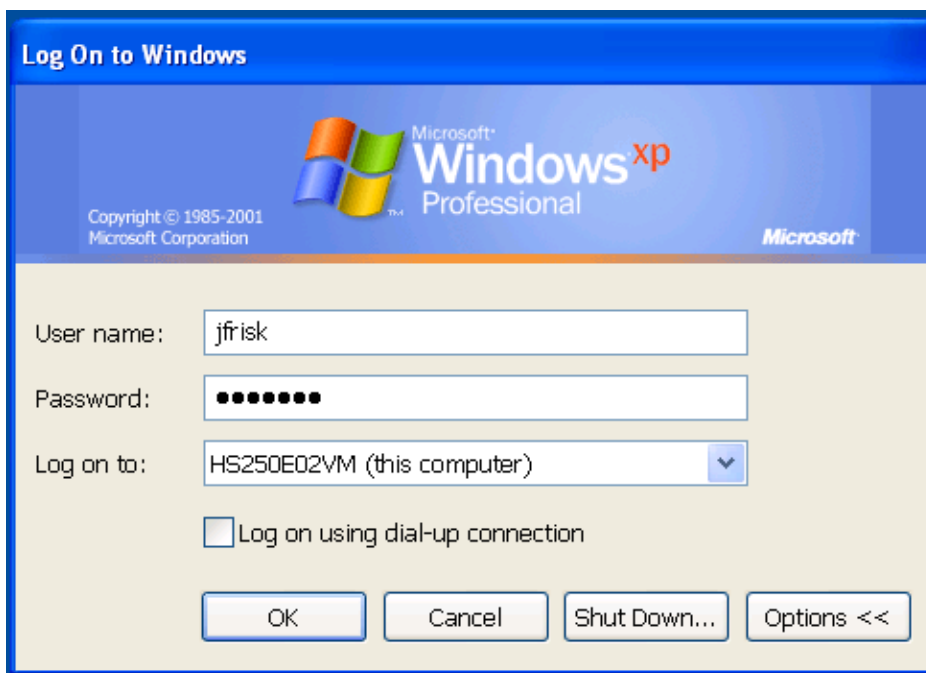 Log On to Windows
Microsoft®
Windows xp
Professional
TM
Copyright © 1985-2001
Microsoft Corporation
Microsoft®
User name: jfrisk
Password: •••••••
Log on to: HS250E02VM (this computer)
Log on using dial-up connection
OK Cancel Shut Down... Options <<